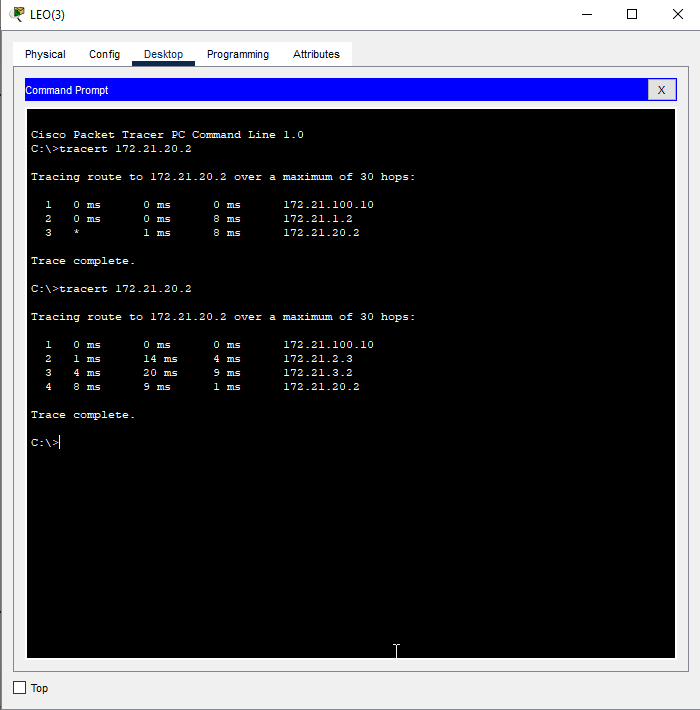 LEO(3)
Physical Config Desktop Programming Attributes
Command Prompt X
Cisco Packet Tracer PC Command Line 1.0
C:\>tracert 172.21.20.2
Tracing route to 172.21.20.2 over a maximum of 30 hops:
1 0 ms 0 ms 0 ms 172.21.100.10
2 0 ms 0 ms 8 ms 172.21.1.2
3 * 1 ms 8 ms 172.21.20.2
Trace complete.
C:\>tracert 172.21.20.2
Tracing route to 172.21.20.2 over a maximum of 30 hops:
1 0 ms 0 ms 0 ms 172.21.100.10
2 1 ms 14 ms 4 ms 172.21.2.3
3 4 ms 20 ms 9 ms 172.21.3.2
4 8 ms 9 ms 1 ms 172.21.20.2
Trace complete.
C:\>
Top